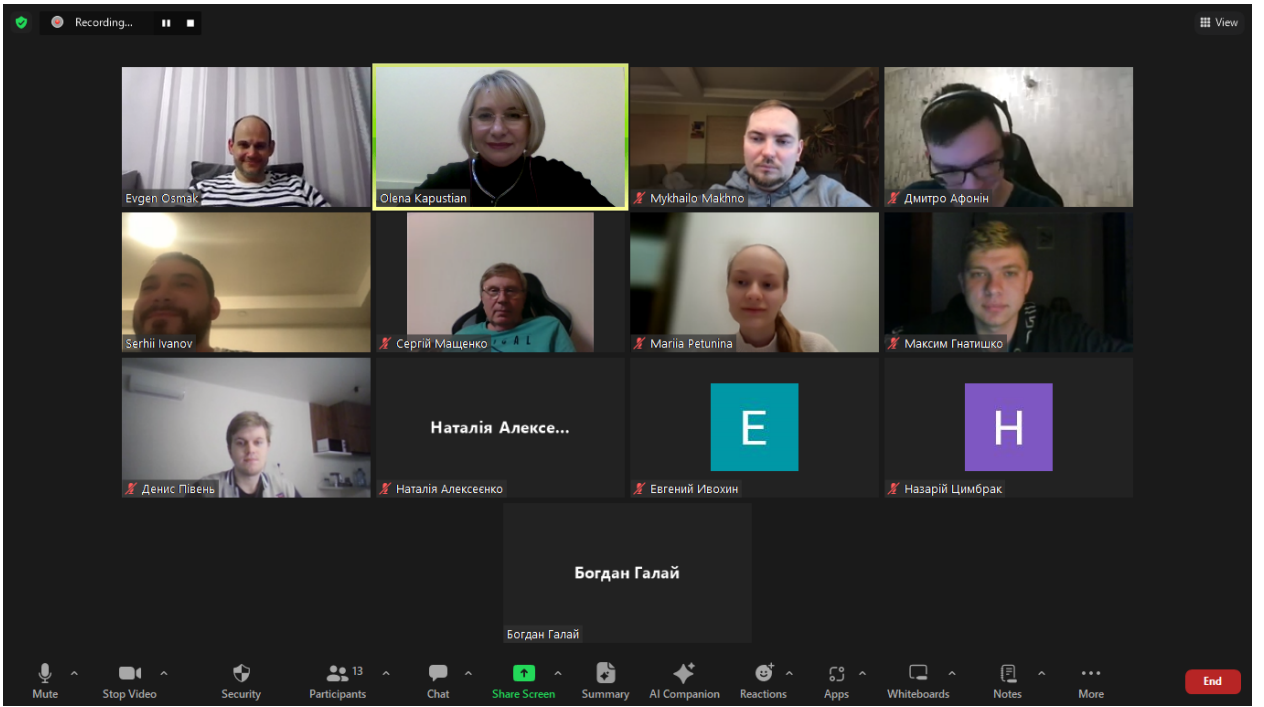 Recording...
View
Evgen Osmak
Olena Kapustian
Mykhailo Makhno
Дмитро Афонін
Serhii Ivanov
Сергій Мащенко
Mariia Petunina
Максим Гнатишко
Денис Півень
Наталія Алексе...
Наталія Алексеєнко
E
Евгений Ивохин
Н
Назарій Цимбрак
Богдан Галай
Богдан Галай
Mute
Stop Video
Security
13
Participants
Chat
Share Screen
Summary
AI Companion
Reactions
Apps
Whiteboards
Notes
More
End